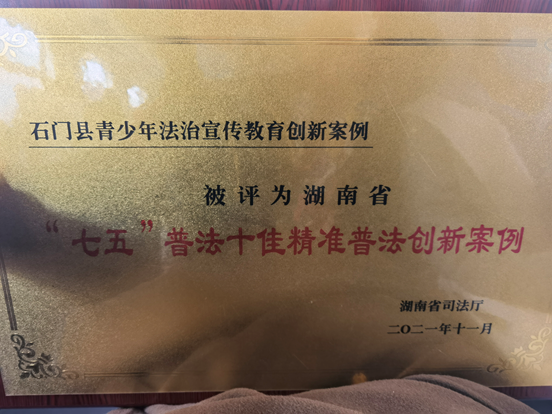 石门县青少年法治宣传教育创新案例
被评为湖南省
“七五”普法十佳精准普法创新案例
湖南省司法厅
二〇二一年十一月